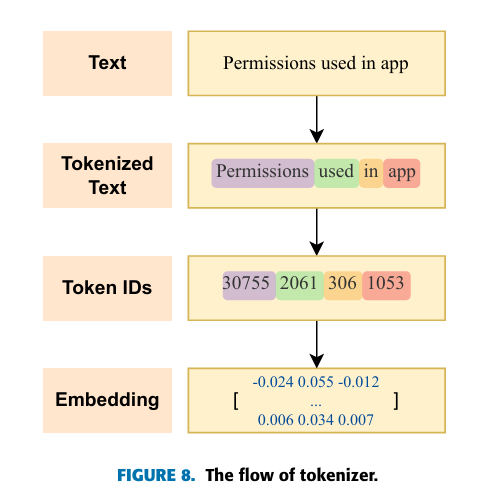 Text
Permissions used in app
Tokenized
Text
Permissions used in app
Token IDs
30755 2061 306 1053
Embedding
-0.024 0.055 -0.012
[ ... ]
0.006 0.034 0.007
FIGURE 8. The flow of tokenizer.